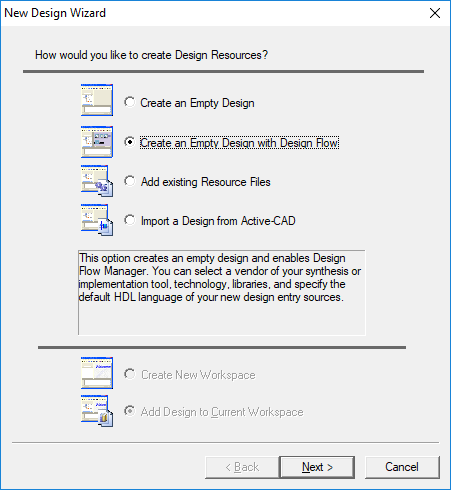 New Design Wizard
How would you like to create Design Resources?
Create an Empty Design
Create an Empty Design with Design Flow
Add existing Resource Files
Import a Design from Active-CAD
This option creates an empty design and enables Design
Flow Manager. You can select a vendor of your synthesis or
implementation tool, technology, libraries, and specify the
default HDL language of your new design entry sources.
Create New Workspace
Add Design to Current Workspace
< Back
Next >
Cancel